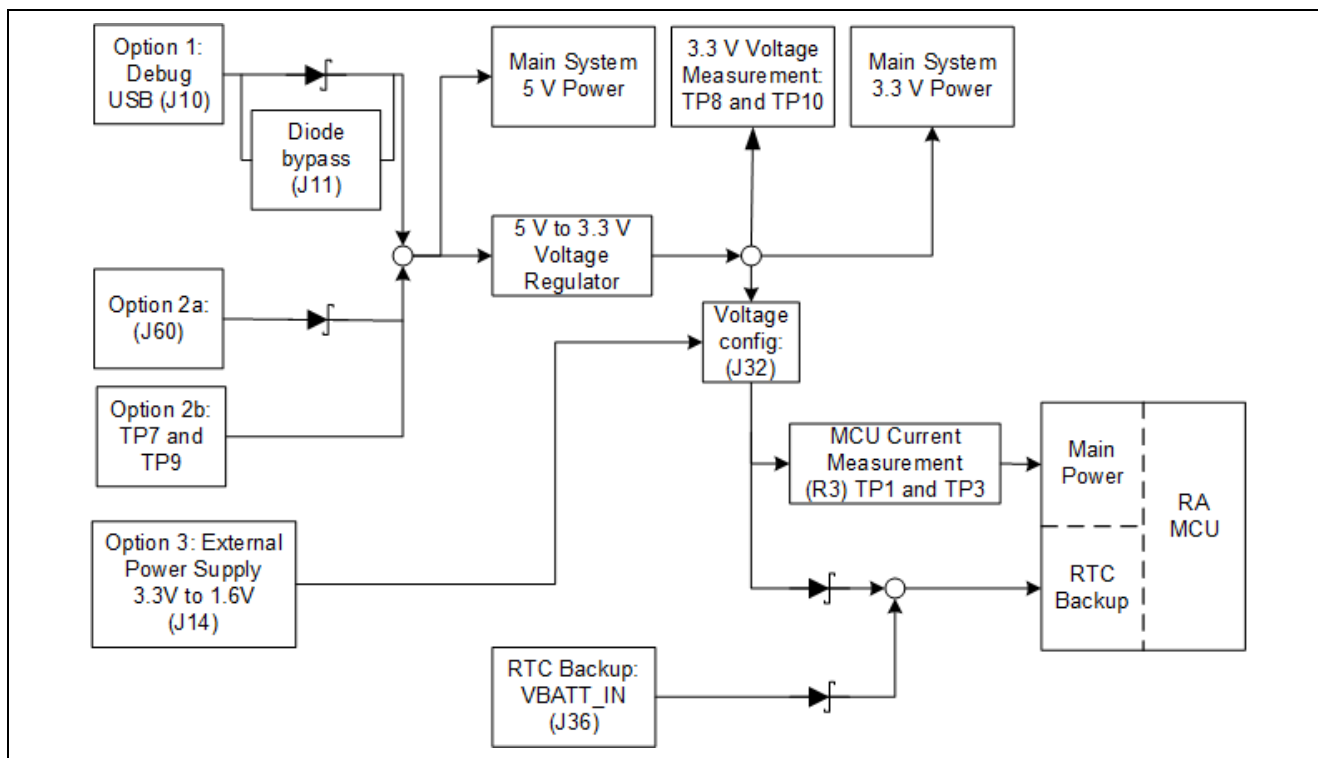 Option 1:
Debug
USB (J10)
Diode
bypass
(J11)
Main System
5 V Power
3.3 V Voltage
Measurement:
TP8 and TP10
Main System
3.3 V Power
5 V to 3.3 V
Voltage
Regulator
Option 2a:
(J60)
Voltage
config:
(J32)
Option 2b:
TP7 and
TP9
MCU Current
Measurement
(R3) TP1 and TP3
Main
Power
RA
MCU
RTC
Backup
Option 3: External
Power Supply
3.3V to 1.6V
(J14)
RTC Backup:
VBATT_IN
(J36)